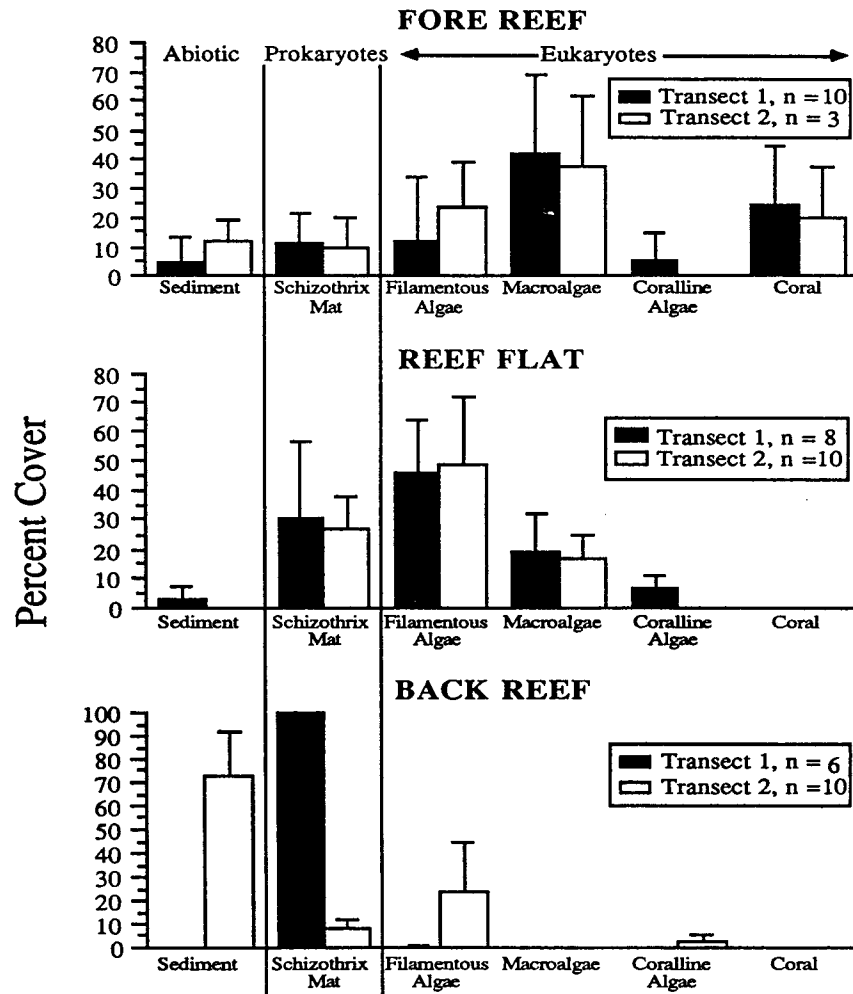 FORE REEF
80
70
60
50
40
30
20
10
0
Abiotic
Prokaryotes
Eukaryotes
Transect 1, n = 10
Transect 2, n = 3
Sediment
Schizothrix
Mat
Filamentous
Algae
Macroalgae
Coralline
Algae
Coral
Percent Cover
REEF FLAT
80
70
60
50
40
30
20
10
0
Transect 1, n = 8
Transect 2, n =10
Sediment
Schizothrix
Mat
Filamentous
Algae
Macroalgae
Coralline
Algae
Coral
BACK REEF
100
90
80
70
60
50
40
30
20
10
0
Transect 1, n = 6
Transect 2, n =10
Sediment
Schizothrix
Mat
Filamentous
Algae
Macroalgae
Coralline
Algae
Coral